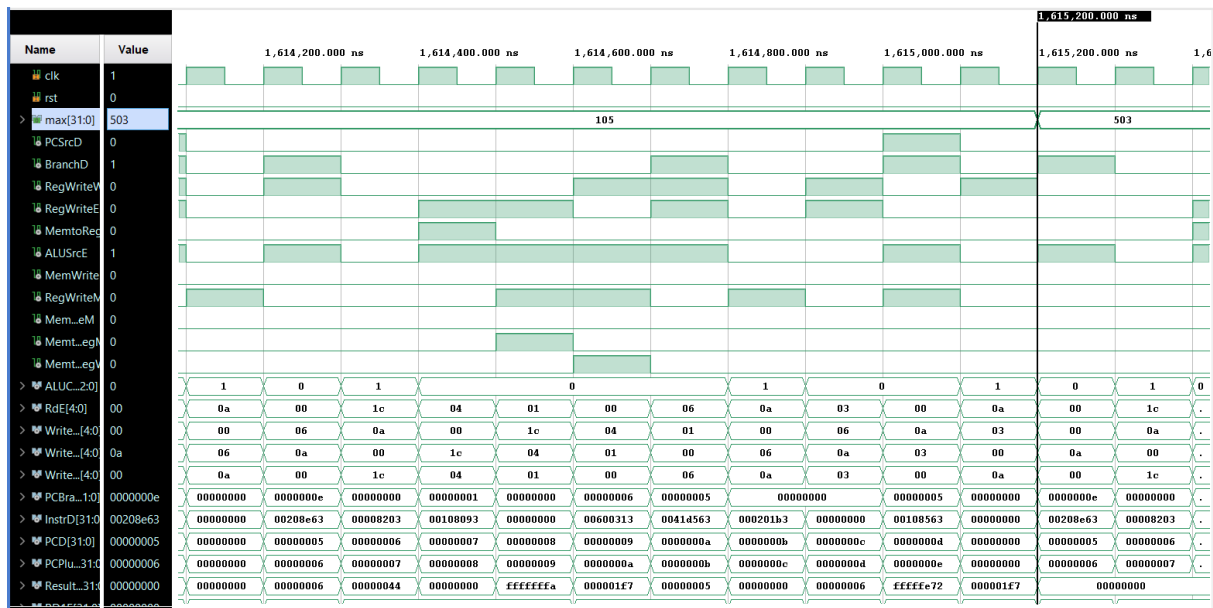 1,615,200.000 ns
Name Value
1,614,200.000 ns 1,614,400.000 ns 1,614,600.000 ns 1,614,800.000 ns 1,615,000.000 ns 1,615,200.000 ns 1,6
clk 1
rst 0
max[31:0] 503 105 503
PCSrcD 0
BranchD 1
RegWriteW 0
RegWriteE 0
MemtoReg 0
ALUSrcE 1
MemWrite 0
RegWriteM 0
Mem...eM 0
Memt...egM 0
Memt...egW 0
ALUC...2:0] 0 1 0 1 0 1 0 1 0 1 0
RdE[4:0] 00 0a 00 1c 04 01 00 06 0a 03 00 0a 00 1c .
Write...[4:0] 00 00 06 0a 00 1c 04 01 00 06 0a 03 00 0a .
Write...[4:0] 0a 06 0a 00 1c 04 01 00 06 0a 03 00 0a 00 .
Write...[4:0] 00 0a 00 1c 04 01 00 06 0a 03 00 0a 00 1c .
PCBra...1:0] 0000000e 00000000 0000000e 00000000 00000001 00000000 00000006 00000005 00000000 00000005 00000000 0000000e 00000000 .
InstrD[31:0 00208e63 00000000 00208e63 00008203 00108093 00000000 00600313 0041d563 000201b3 00000000 00108563 00000000 00208e63 00008203 .
PCD[31:0] 00000005 00000000 00000005 00000006 00000007 00000008 00000009 0000000a 0000000b 0000000c 0000000d 00000000 00000005 00000006 .
PCPlu...31:0 00000006 00000000 00000006 00000007 00000008 00000009 0000000a 0000000b 0000000c 0000000d 0000000e 00000000 00000006 00000007 .
Result...31:( 00000000 00000000 00000006 00000044 00000000 fffffffa 000001f7 00000005 00000000 00000006 fffffe72 000001f7 00000000